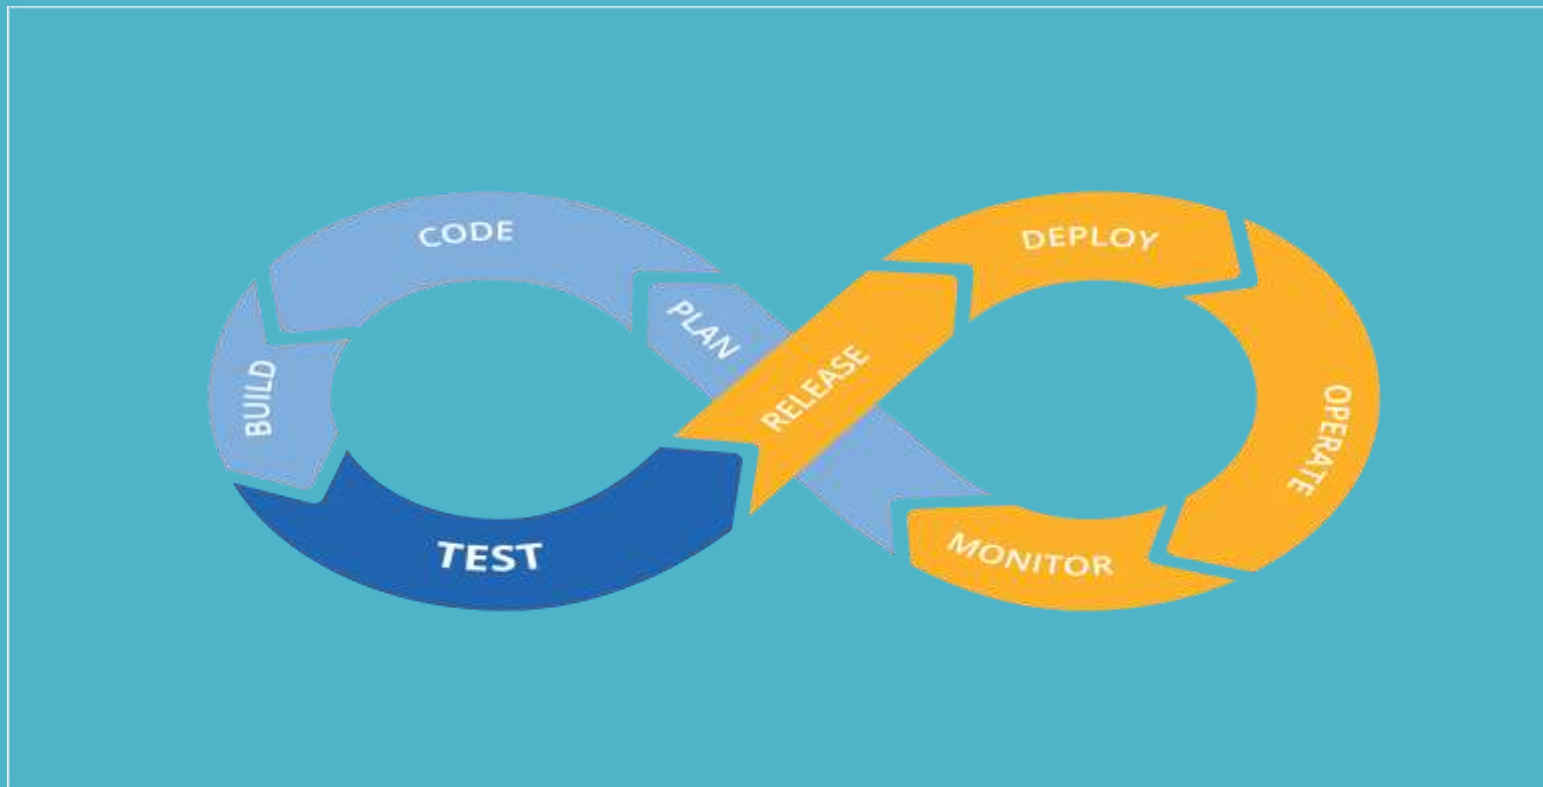 CODE
DEPLOY
PLAN
RELEASE
BUILD
OPERATE
TEST
MONITOR